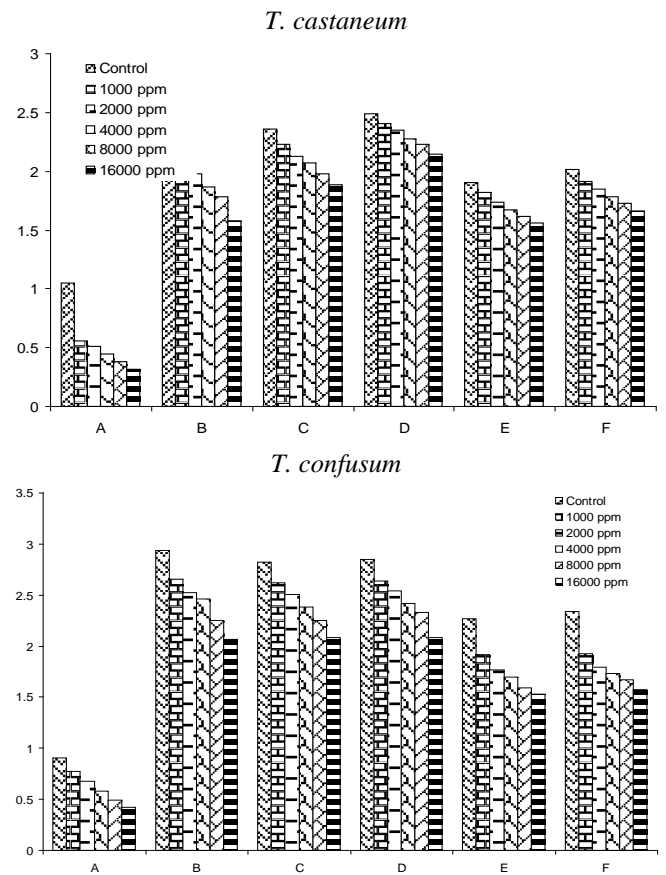 T. castaneum
3
2.5
2
1.5
1
0.5
0
Control
1000 ppm
2000 ppm
4000 ppm
8000 ppm
16000 ppm
A B C D E F
T. confusum
3.5
3
2.5
2
1.5
1
0.5
0
Control
1000 ppm
2000 ppm
4000 ppm
8000 ppm
16000 ppm
A B C D E F